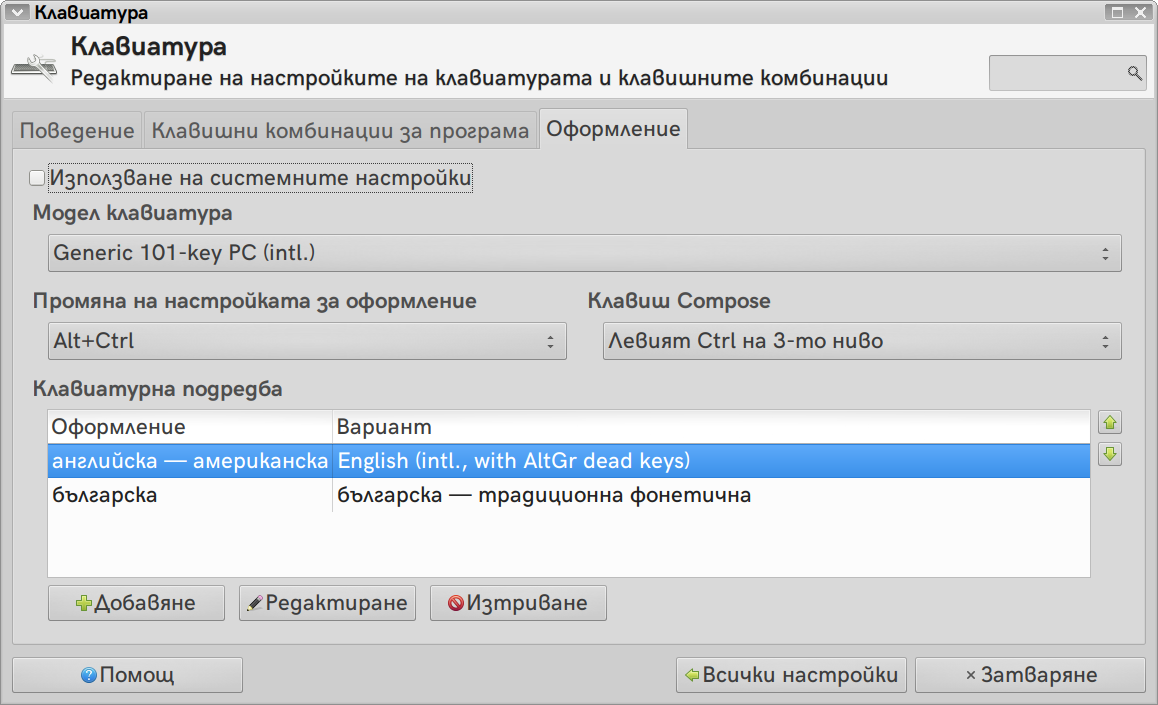 Клавиатура
Клавиатура
Редактиране на настройките на клавиатурата и клавишните комбинации
Поведение Клавишни комбинации за програма Оформление
Използване на системните настройки
Модел клавиатура
Generic 101-key PC (intl.)
Промяна на настройката за оформление Клавиш Compose
Alt+Ctrl Левият Ctrl на 3-то ниво
Клавиатурна подредба
Оформление Вариант
английска — американска English (intl., with AltGr dead keys)
българска българска — традиционна фонетична
Добавяне Редактиране Изтриване
Помощ Всички настройки × Затваряне